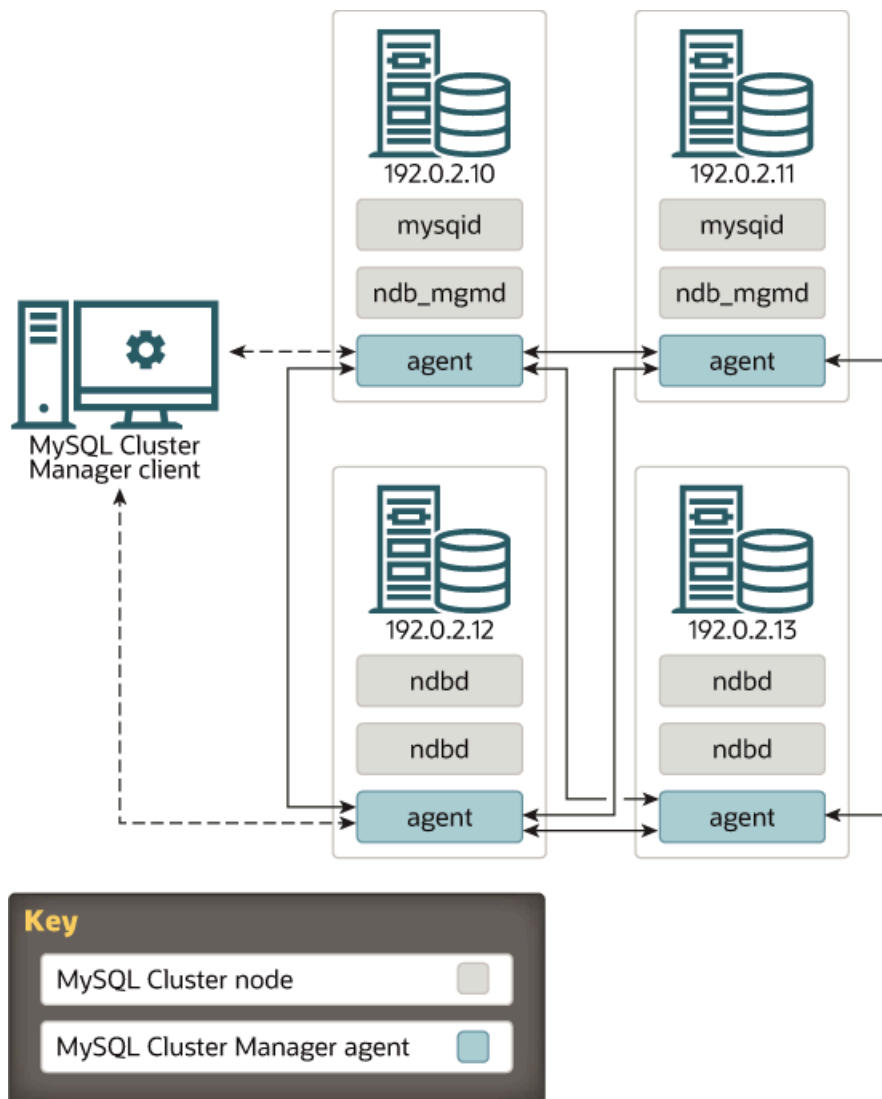 192.0.2.10
mysqid
ndb_mgmd
agent
192.0.2.11
mysqid
ndb_mgmd
agent
MySQL Cluster
Manager client
192.0.2.12
ndbd
ndbd
agent
192.0.2.13
ndbd
ndbd
agent
Key
MySQL Cluster node
MySQL Cluster Manager agent